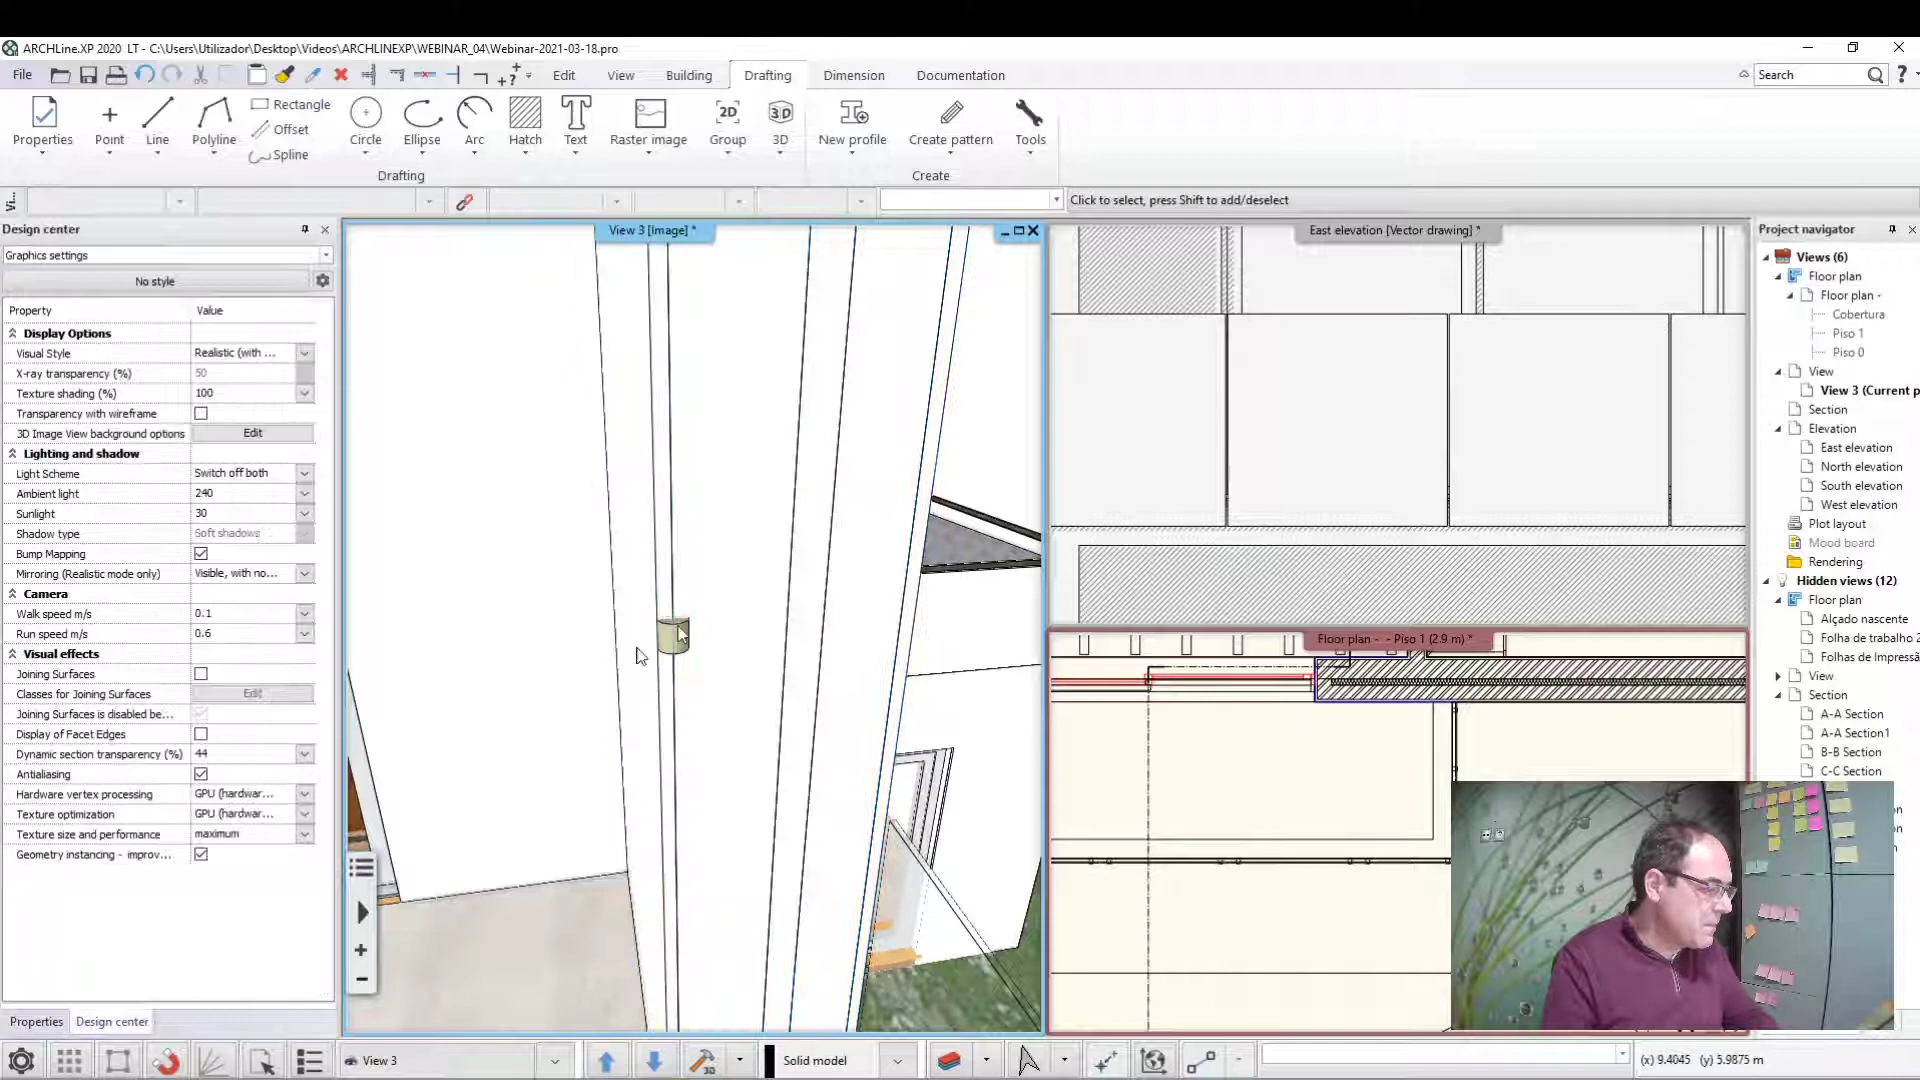 ARCHLine.XP 2020 LT - C:\Users\Utilizador\Desktop\Videos\ARCHLINEXP\WEBINAR_04\Webinar-2021-03-18.pro
File
Edit
View
Building
Drafting
Dimension
Documentation
Search
Properties
Point
Line
Polyline
Rectangle
Offset
Spline
Circle
Ellipse
Arc
Hatch
Text
Raster image
2D
Group
3D
3D
New profile
Create pattern
Tools
Drafting
Create
Click to select, press Shift to add/deselect
Design center
Graphics settings
No style
Property Value
Display Options
Visual Style Realistic (with ...
X-ray transparency (%) 50
Texture shading (%) 100
Transparency with wireframe
3D Image View background options Edit
Lighting and shadow
Light Scheme Switch off both
Ambient light 240
Sunlight 30
Shadow type Soft shadows
Bump Mapping
Mirroring (Realistic mode only) Visible, with no...
Camera
Walk speed m/s 0.1
Run speed m/s 0.6
Visual effects
Joining Surfaces
Classes for Joining Surfaces Edit
Joining Surfaces is disabled be...
Display of Facet Edges
Dynamic section transparency (%) 44
Antialiasing
Hardware vertex processing GPU (hardwar...
Texture optimization GPU (hardwar...
Texture size and performance maximum
Geometry instancing - improv...
Properties
Design center
View 3 [Image] *
East elevation [Vector drawing] *
Floor plan - - Piso 1 (2.9 m) *
Project navigator
Views (6)
Floor plan
Floor plan -
Cobertura
Piso 1
Piso 0
View
View 3 (Current p
Section
Elevation
East elevation
North elevation
South elevation
West elevation
Plot layout
Mood board
Rendering
Hidden views (12)
Floor plan
Alçado nascente
Folha de trabalho 2
Folhas de Impressã
View
Section
A-A Section
A-A Section1
B-B Section
C-C Section
View 3
3D
Solid model
(x) 9.4045 (y) 5.9875 m